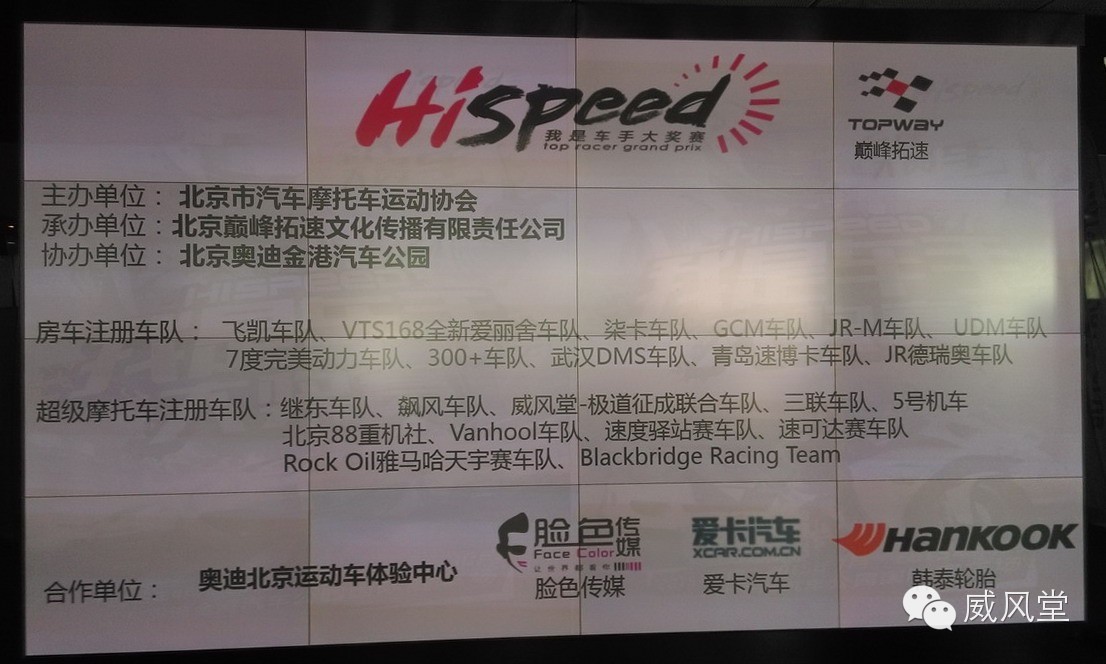 Hispeed
我是车手大奖赛
top racer grand prix
TOPWAY
巅峰拓速
主办单位： 北京市汽车摩托车运动协会
承办单位：北京巅峰拓速文化传播有限责任公司
协办单位： 北京奥迪金港汽车公园
房车注册车队： 飞凯车队、VTS168全新爱丽舍车队、柒卡车队、GCM车队、JR-M车队、UDM车队
7度完美动力车队、300+车队、武汉DMS车队、青岛速博卡车队、JR德瑞奥车队
超级摩托车注册车队：继东车队、飙风车队、威风堂-极道征成联合车队、三联车队、5号机车
北京88重机社、Vanhool车队、速度驿站赛车队、速可达赛车队
Rock Oil雅马哈天宇赛车队、Blackbridge Racing Team
合作单位： 奥迪北京运动车体验中心
脸色传媒
Face Color
脸色传媒
爱卡汽车
XCAR.COM.CN
爱卡汽车
HANKOOK
韩泰轮胎
威风堂